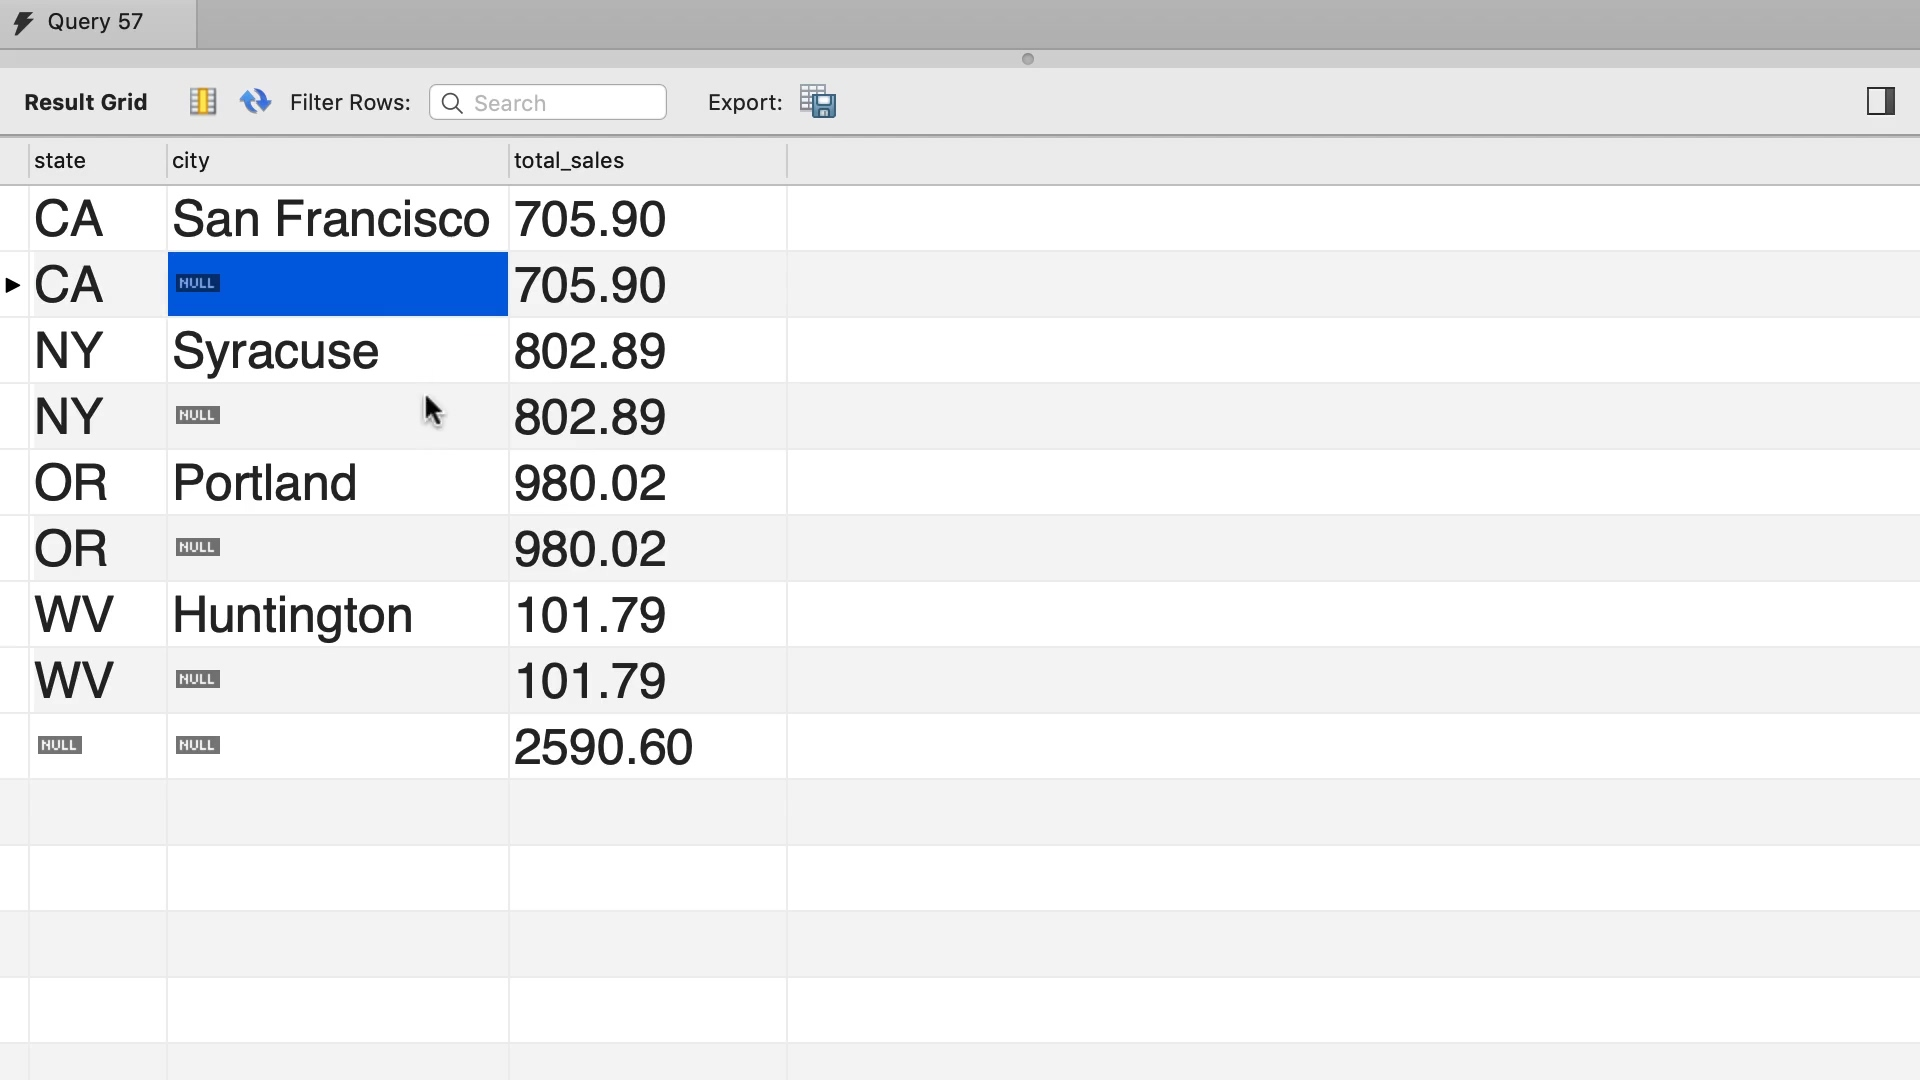 Query 57
Result Grid Filter Rows: Search Export:
state city total_sales
CA San Francisco 705.90
CA NULL 705.90
NY Syracuse 802.89
NY NULL 802.89
OR Portland 980.02
OR NULL 980.02
WV Huntington 101.79
WV NULL 101.79
NULL NULL 2590.60